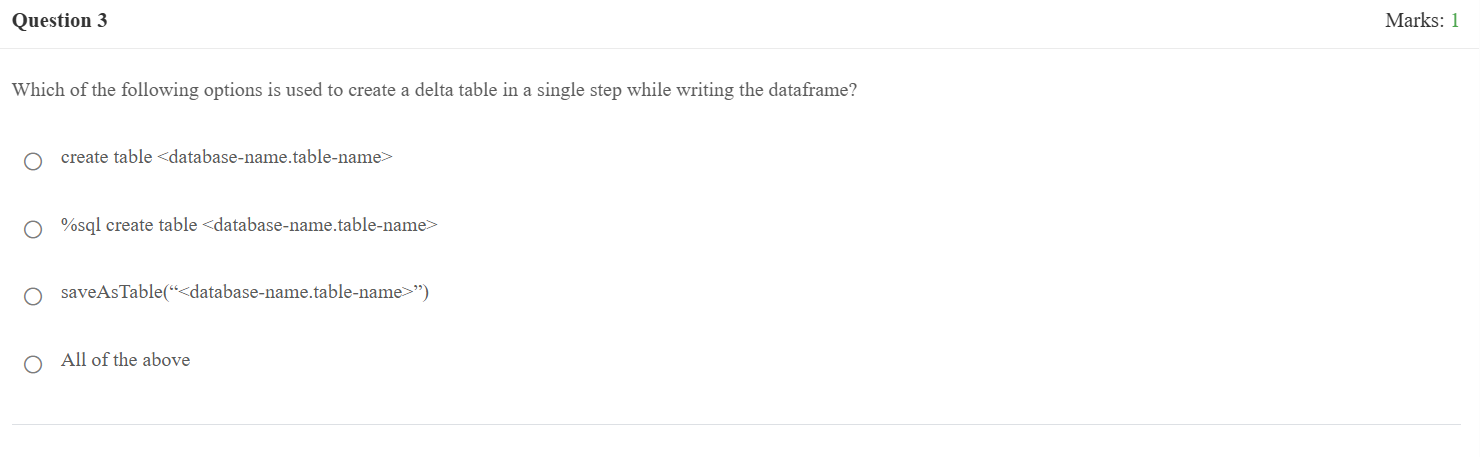 Question 3
Marks: 1
Which of the following options is used to create a delta table in a single step while writing the dataframe?
create table <database-name.table-name>
%sql create table <database-name.table-name>
saveAsTable(“<database-name.table-name>”)
All of the above